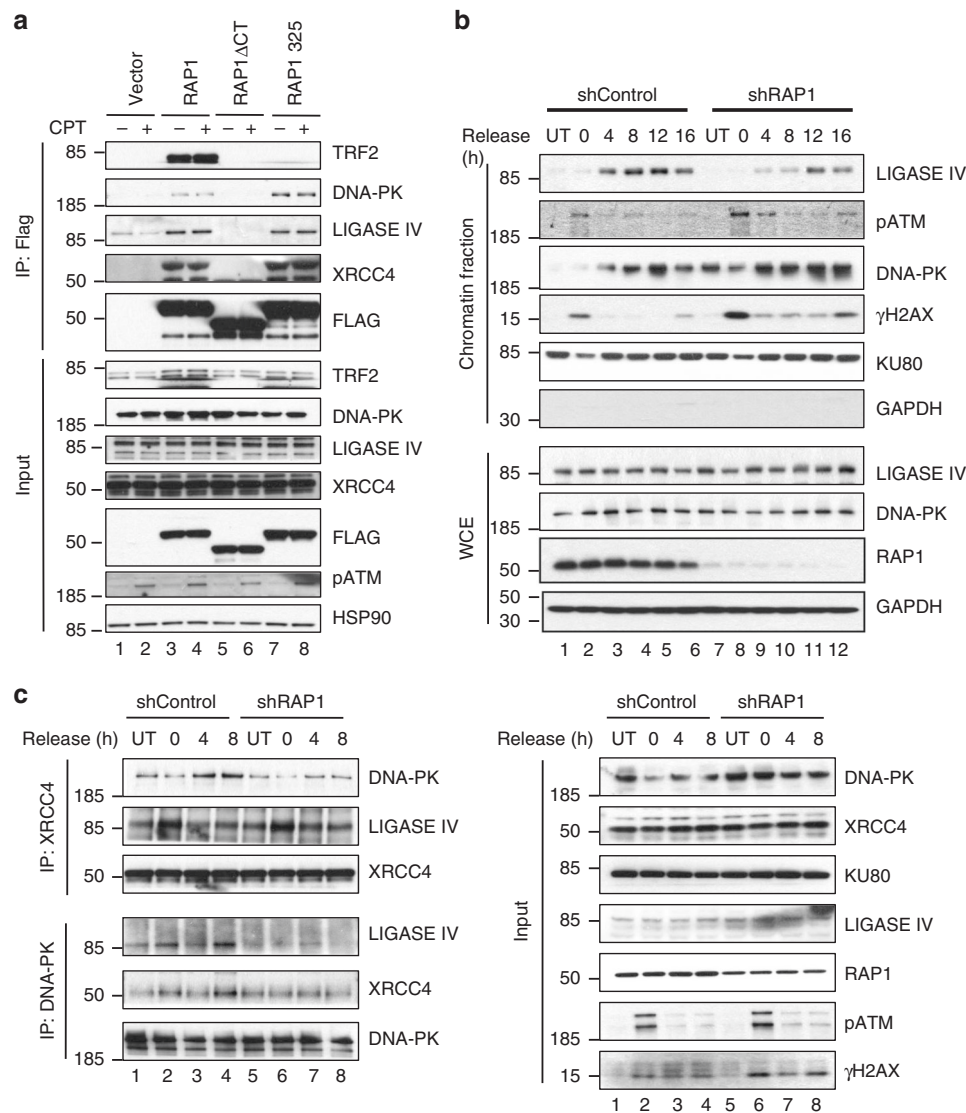 a
Vector
RAP1
RAP1ΔCT
RAP1 325
CPT – + – + – + – +
IP: Flag
85 TRF2
185 DNA-PK
85 LIGASE IV
50 XRCC4
50 FLAG
Input
85 TRF2
185 DNA-PK
85 LIGASE IV
50 XRCC4
50 FLAG
185 pATM
85 HSP90
1 2 3 4 5 6 7 8
b
shControl shRAP1
Release (h) UT 0 4 8 12 16 UT 0 4 8 12 16
Chromatin fraction
85 LIGASE IV
185 pATM
185 DNA-PK
15 γH2AX
85 KU80
30 GAPDH
WCE
85 LIGASE IV
185 DNA-PK
50 RAP1
50 30 GAPDH
1 2 3 4 5 6 7 8 9 10 11 12
c
shControl shRAP1
Release (h) UT 0 4 8 UT 0 4 8
IP: XRCC4
185 DNA-PK
85 LIGASE IV
50 XRCC4
IP: DNA-PK
85 LIGASE IV
50 XRCC4
185 DNA-PK
1 2 3 4 5 6 7 8
shControl shRAP1
Release (h) UT 0 4 8 UT 0 4 8
Input
185 DNA-PK
50 XRCC4
85 KU80
85 LIGASE IV
50 RAP1
185 pATM
15 γH2AX
1 2 3 4 5 6 7 8